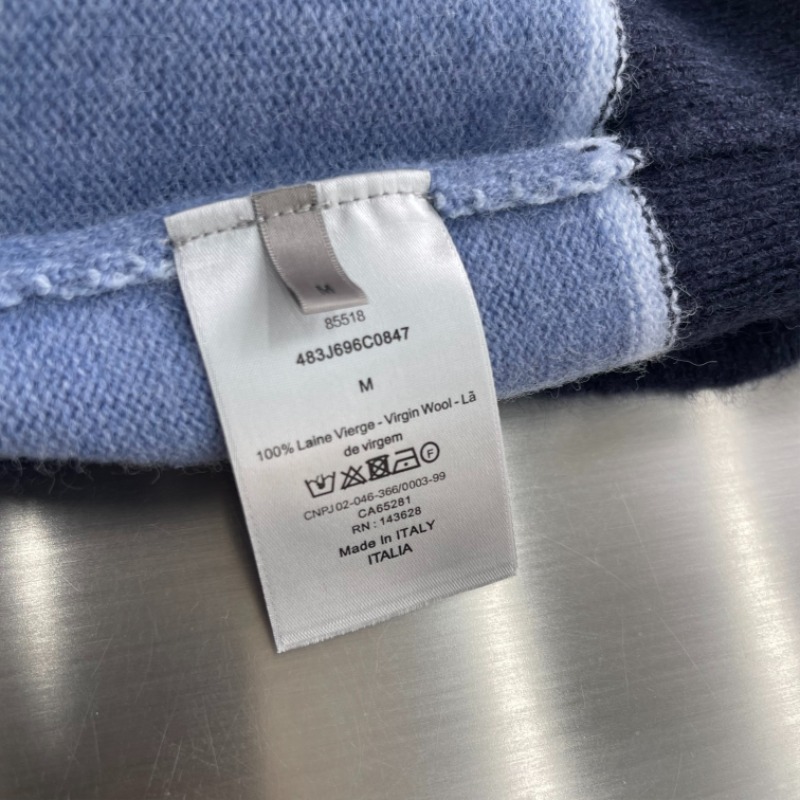 M
85518
483J696C0847
M
100% Laine Vierge - Virgin Wool - Lã
de virgem
F
CNPJ 02-046-366/0003-99
CA65281
RN : 143628
Made In ITALY
ITALIA